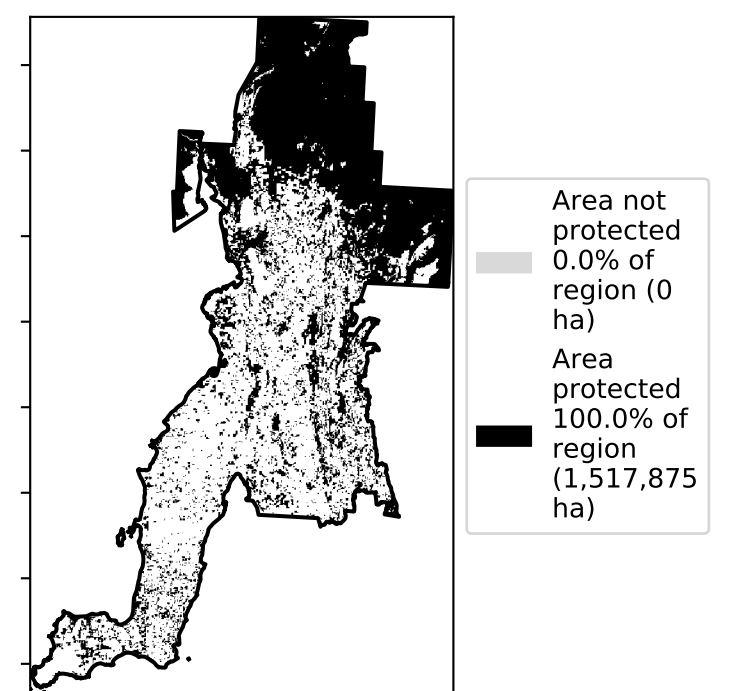 Area not
protected
0.0% of
region (0
ha)
Area
protected
100.0% of
region
(1,517,875
ha)